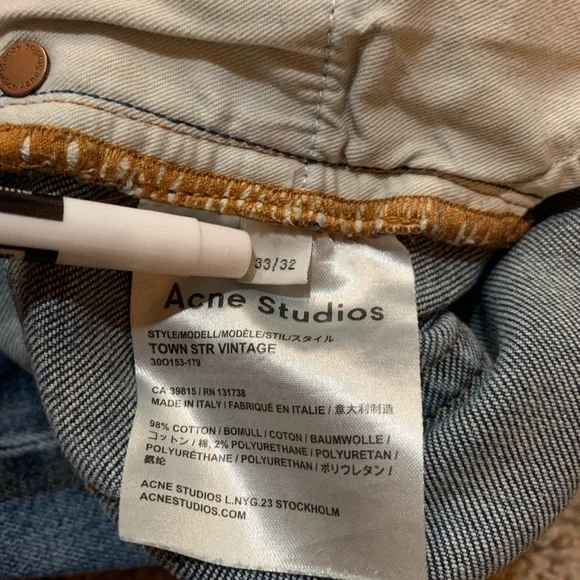 33/32
Acne Studios
STYLE/MODELL/MODÈLE/STIL/スタイル
TOWN STR VINTAGE
30O153-179
CA 39815 / RN 131738
MADE IN ITALY / FABRIQUÉ EN ITALIE / 意大利制造
98% COTTON / BOMULL / COTON / BAUMWOLLE /
コットン / 棉, 2% POLYURETHANE / POLYURETAN /
POLYURÉTHANE / POLYURETHAN / ポリウレタン /
氨纶
ACNE STUDIOS L.NYG.23 STOCKHOLM
ACNESTUDIOS.COM